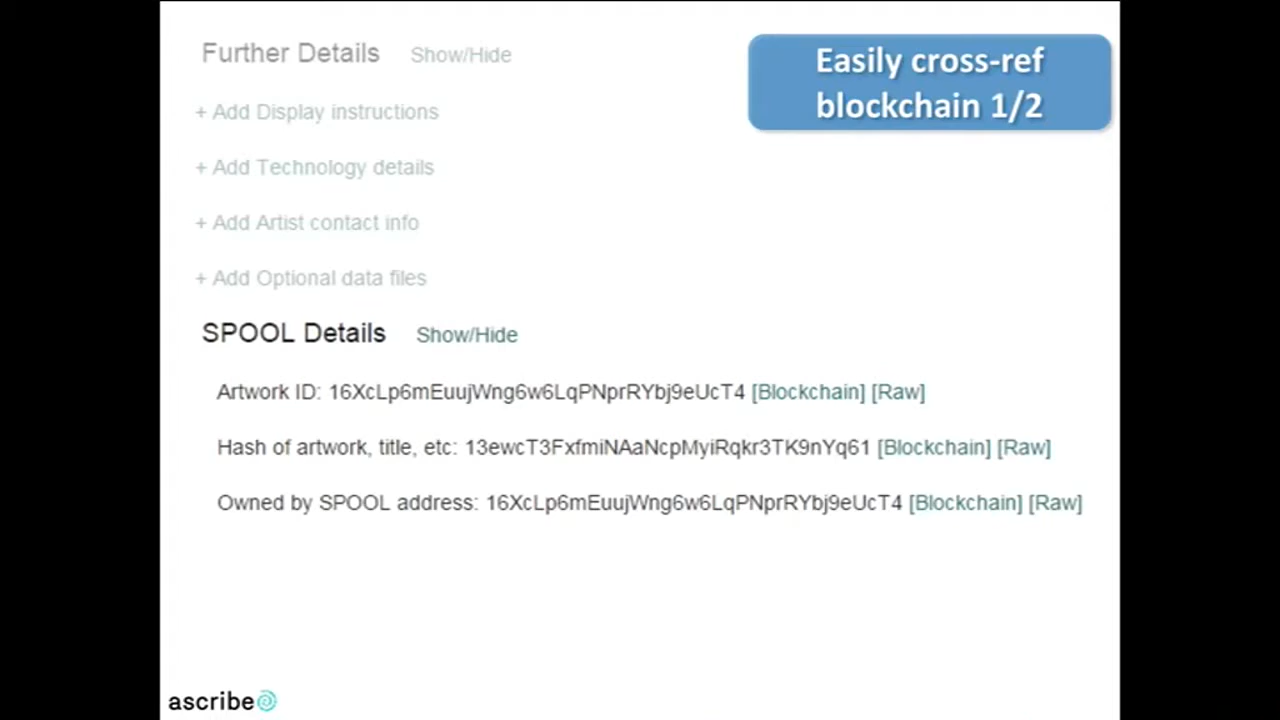 Further Details Show/Hide
Easily cross-ref
blockchain 1/2
+ Add Display instructions
+ Add Technology details
+ Add Artist contact info
+ Add Optional data files
SPOOL Details Show/Hide
Artwork ID: 16XcLp6mEuujWng6w6LqPNprRYbj9eUcT4 [Blockchain] [Raw]
Hash of artwork, title, etc: 13ewcT3FxfmiNAaNcpMyiRqkr3TK9nYq61 [Blockchain] [Raw]
Owned by SPOOL address: 16XcLp6mEuujWng6w6LqPNprRYbj9eUcT4 [Blockchain] [Raw]
ascribe